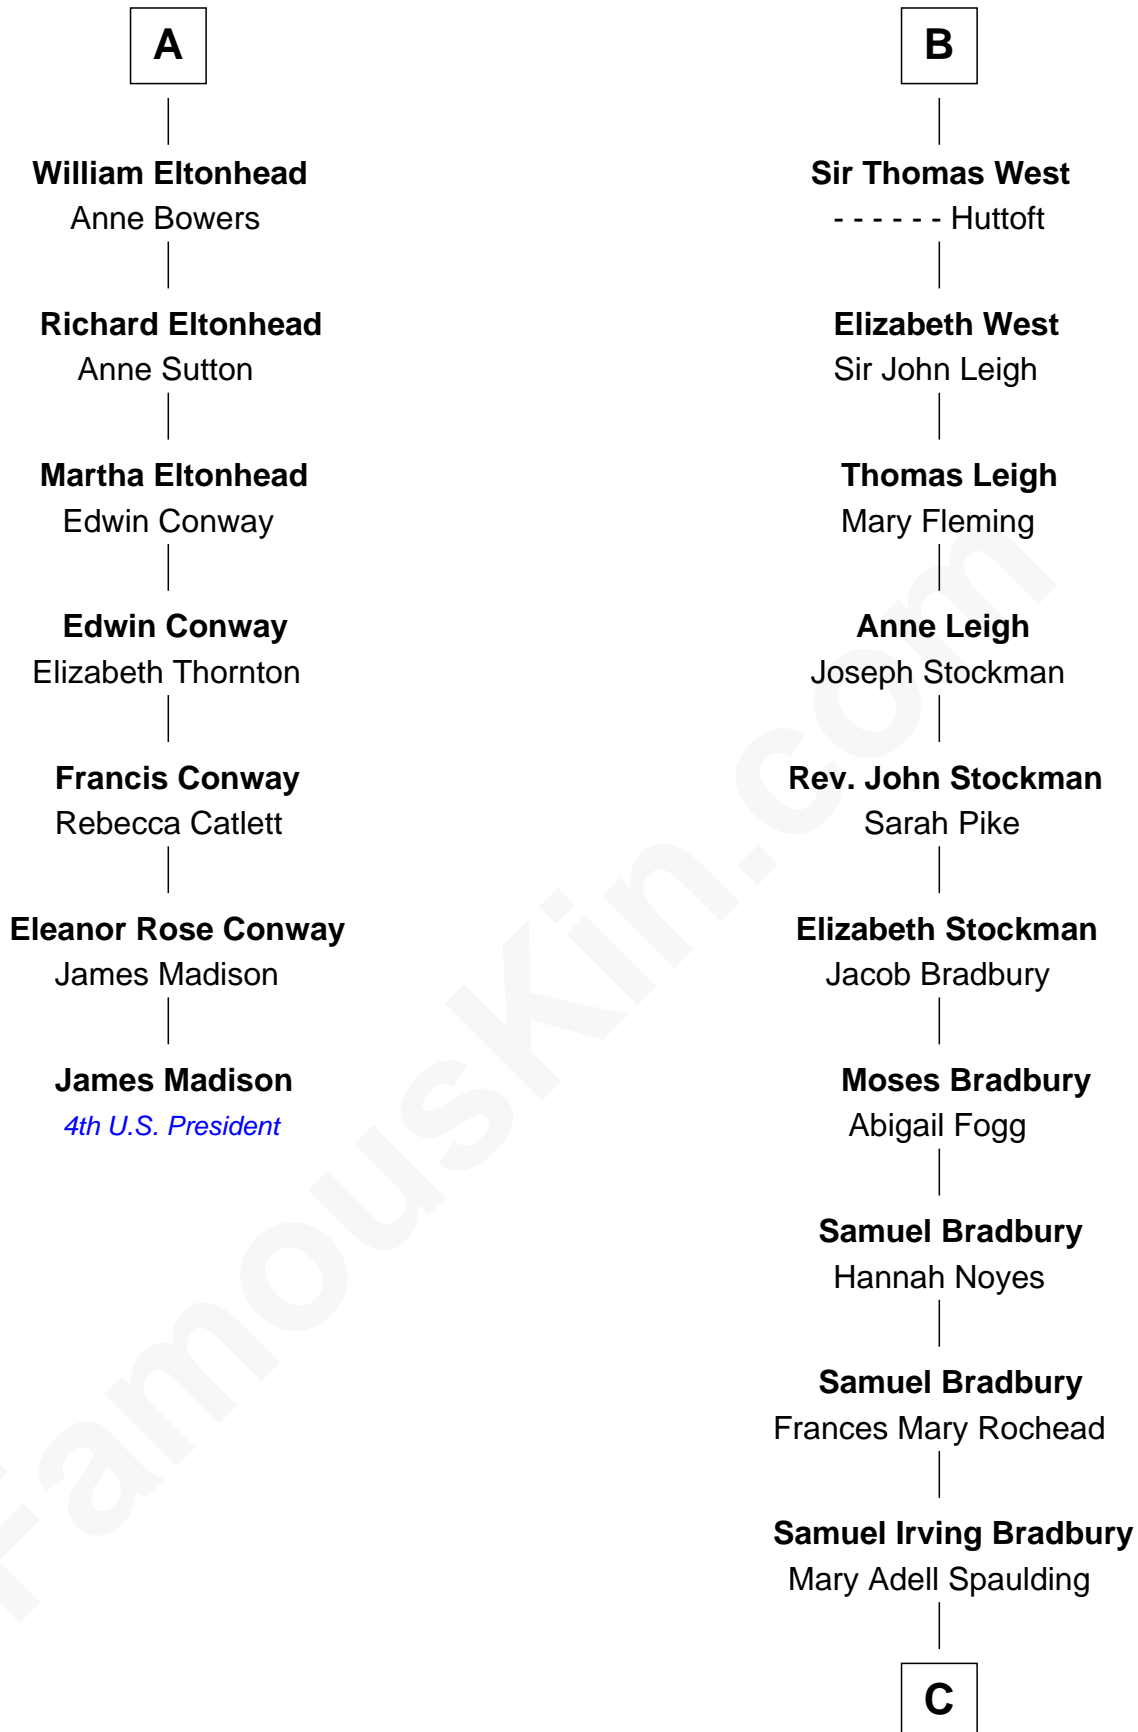 A
William Eltonhead
Anne Bowers
Richard Eltonhead
Anne Sutton
Martha Eltonhead
Edwin Conway
Edwin Conway
Elizabeth Thornton
Francis Conway
Rebecca Catlett
Eleanor Rose Conway
James Madison
James Madison
4th U.S. President
B
Sir Thomas West
- - - - - - Huttoft
Elizabeth West
Sir John Leigh
Thomas Leigh
Mary Fleming
Anne Leigh
Joseph Stockman
Rev. John Stockman
Sarah Pike
Elizabeth Stockman
Jacob Bradbury
Moses Bradbury
Abigail Fogg
Samuel Bradbury
Hannah Noyes
Samuel Bradbury
Frances Mary Rochead
Samuel Irving Bradbury
Mary Adell Spaulding
C
FamousKin.com